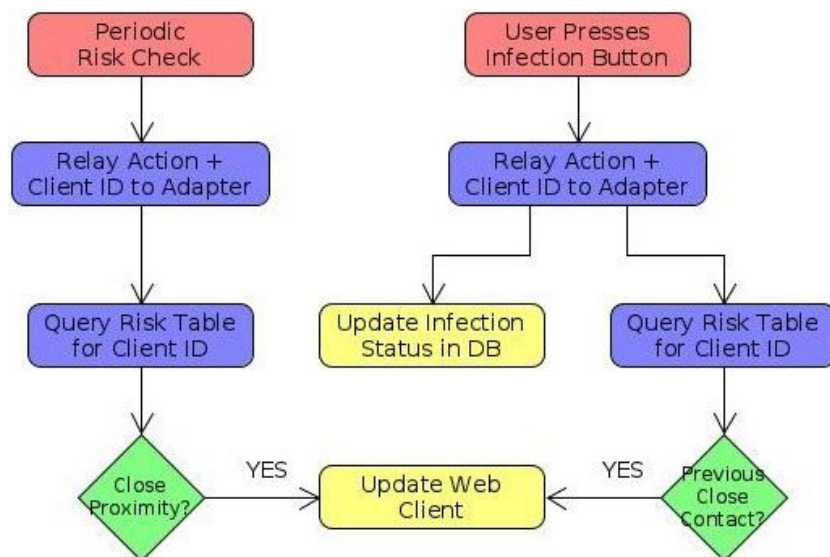 Periodic
Risk Check
User Presses
Infection Button
Relay Action +
Client ID to Adapter
Relay Action +
Client ID to Adapter
Query Risk Table
for Client ID
Update Infection
Status in DB
Query Risk Table
for Client ID
Close
Proximity?
YES
Update Web
Client
YES
Previous
Close
Contact?